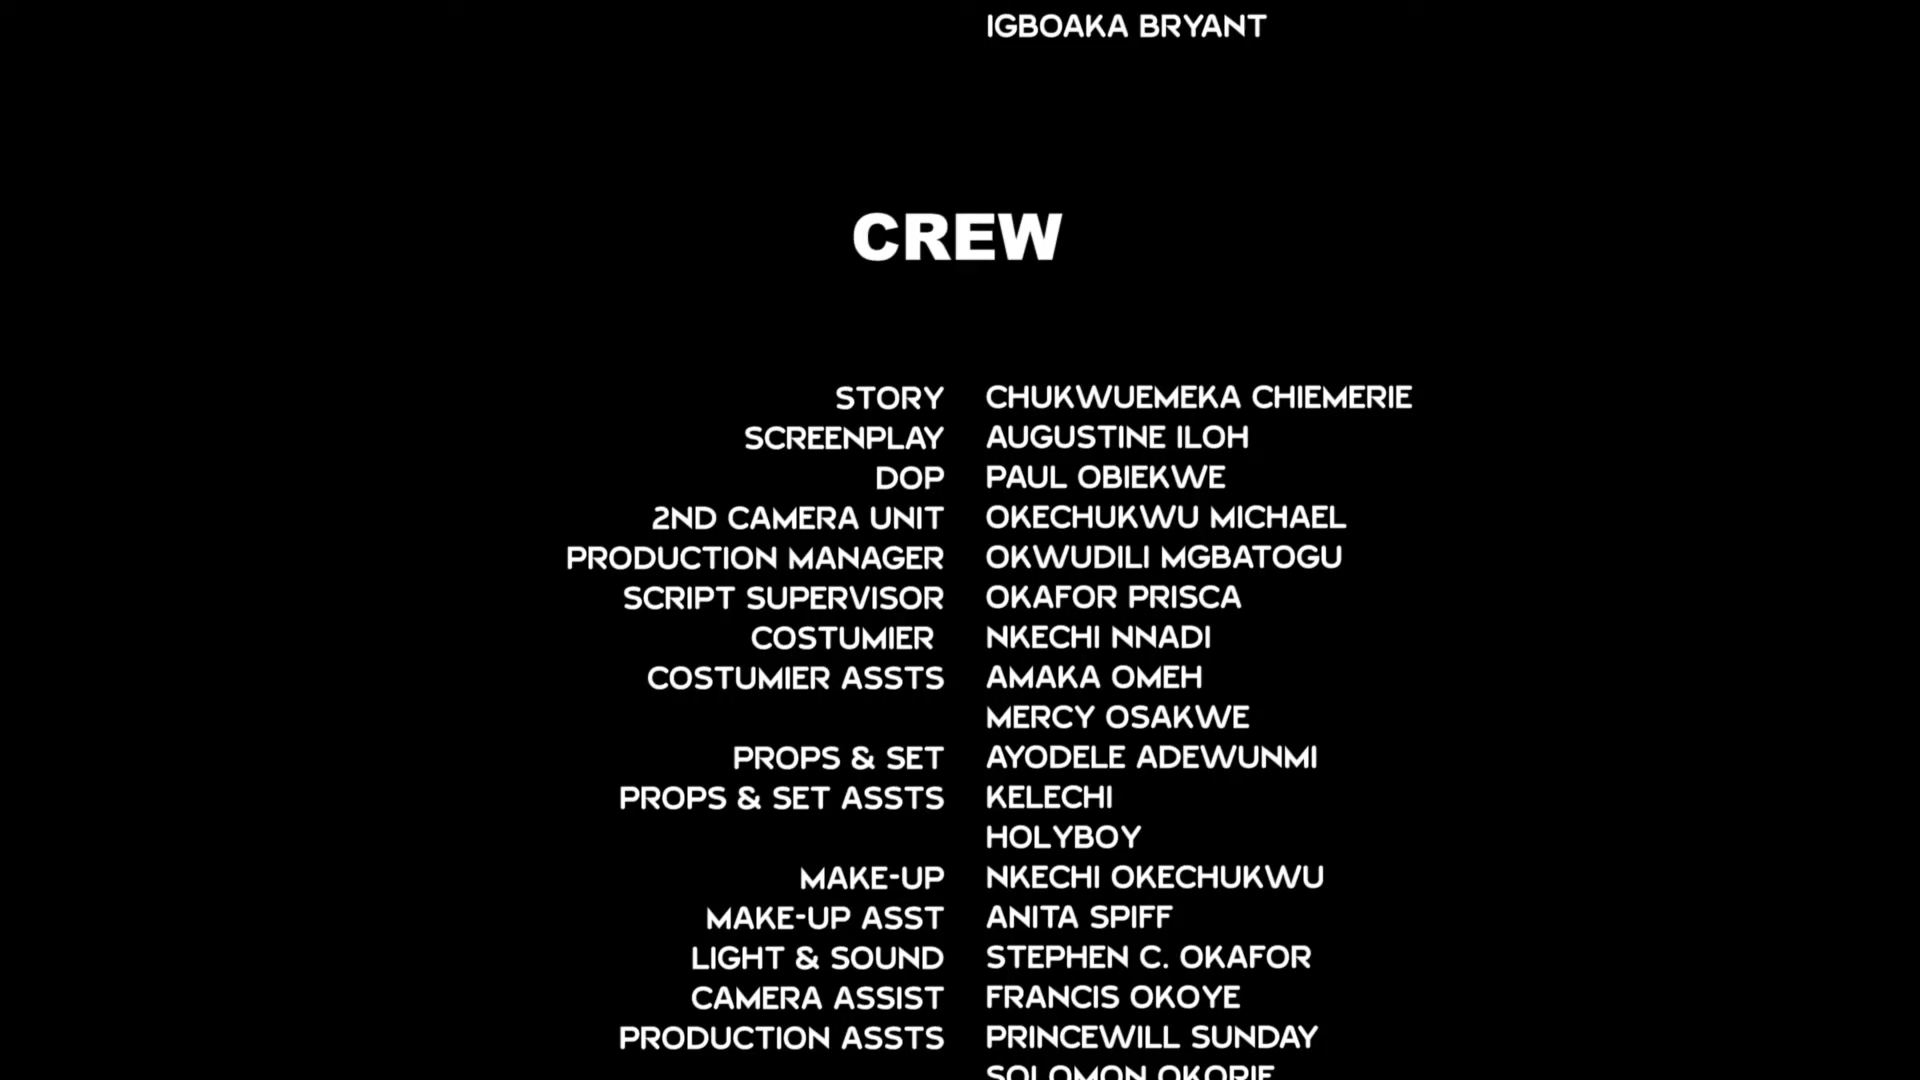 IGBOAKA BRYANT
CREW
STORY CHUKWUEMEKA CHIEMERIE
SCREENPLAY AUGUSTINE ILOH
DOP PAUL OBIEKWE
2ND CAMERA UNIT OKECHUKWU MICHAEL
PRODUCTION MANAGER OKWUDILI MGBATOGU
SCRIPT SUPERVISOR OKAFOR PRISCA
COSTUMIER NKECHI NNADI
COSTUMIER ASSTS AMAKA OMEH
MERCY OSAKWE
PROPS & SET AYODELE ADEWUNMI
PROPS & SET ASSTS KELECHI
HOLYBOY
MAKE-UP NKECHI OKECHUKWU
MAKE-UP ASST ANITA SPIFF
LIGHT & SOUND STEPHEN C. OKAFOR
CAMERA ASSIST FRANCIS OKOYE
PRODUCTION ASSTS PRINCEWILL SUNDAY
SOLOMON OKORIE